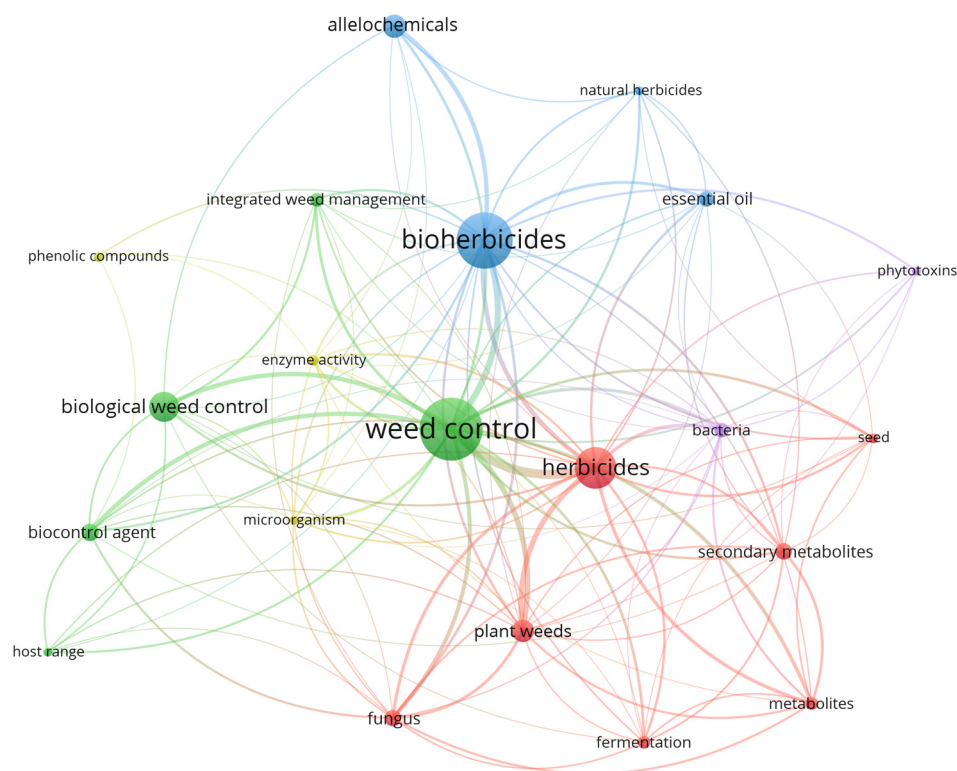 allelochemicals
natural herbicides
integrated weed management
essential oil
bioherbicides
phenolic compounds
phytotoxins
enzyme activity
biological weed control
weed control
bacteria
seed
herbicides
microorganism
biocontrol agent
secondary metabolites
plant weeds
host range
metabolites
fungus
fermentation